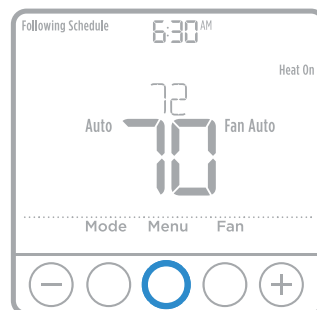 Following Schedule 6:30 AM
Heat On
72
Auto 70 Fan Auto
Mode Menu Fan
− +